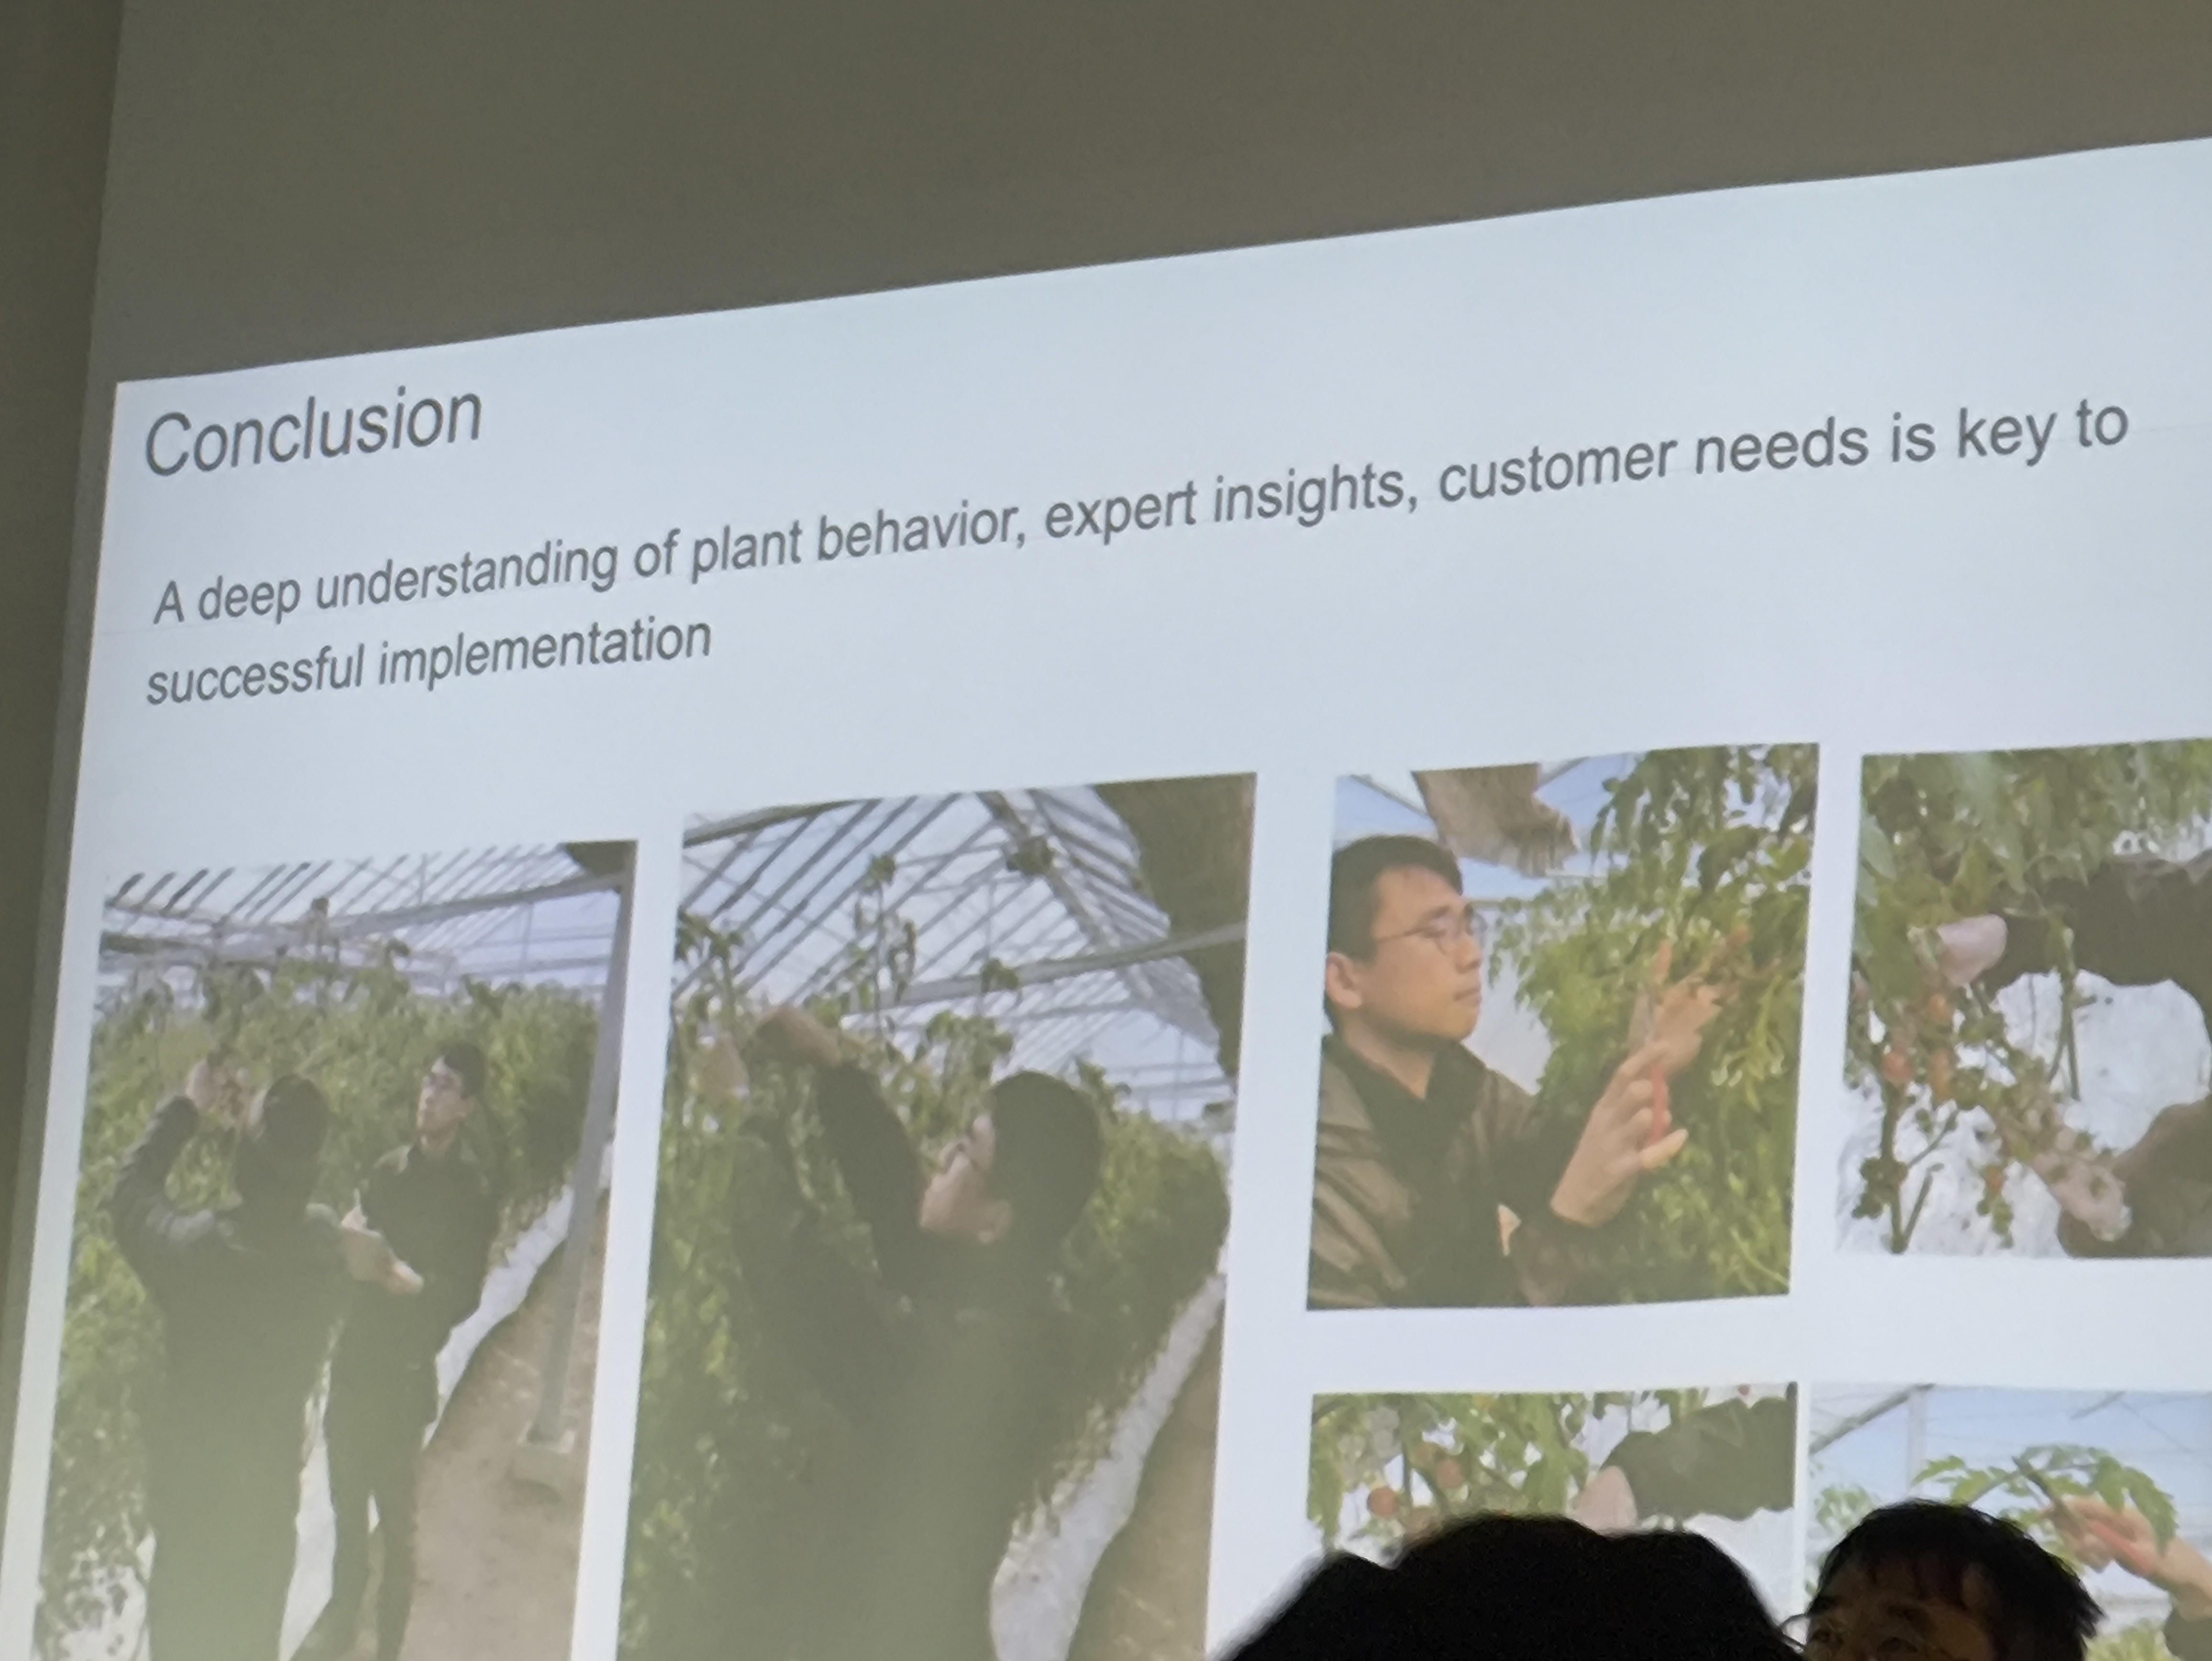 Conclusion
A deep understanding of plant behavior, expert insights, customer needs is key to
successful implementation